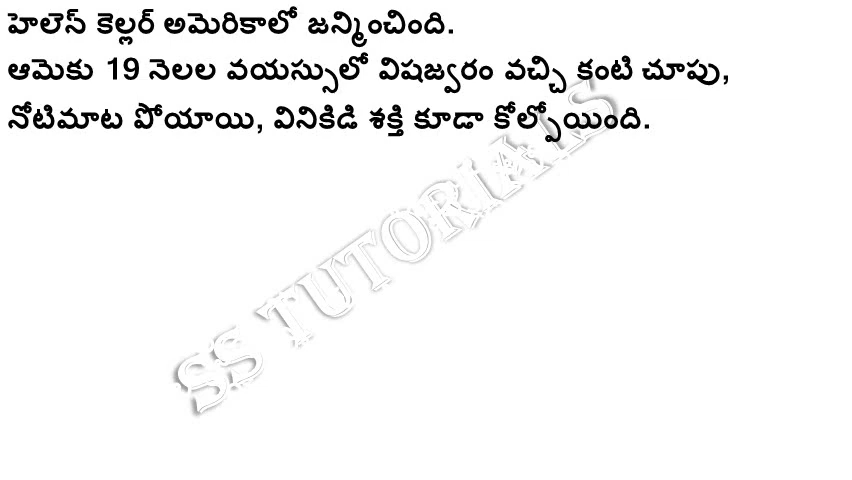 హెలెన్ కెల్లర్ అమెరికాలో జన్మించింది.
ఆమెకు 19 నెలల వయస్సులో విషజ్వరం వచ్చి కంటి చూపు,
నోటిమాట పోయాయి, వినికిడి శక్తి కూడా కోల్పోయింది.
SS TUTORIALS